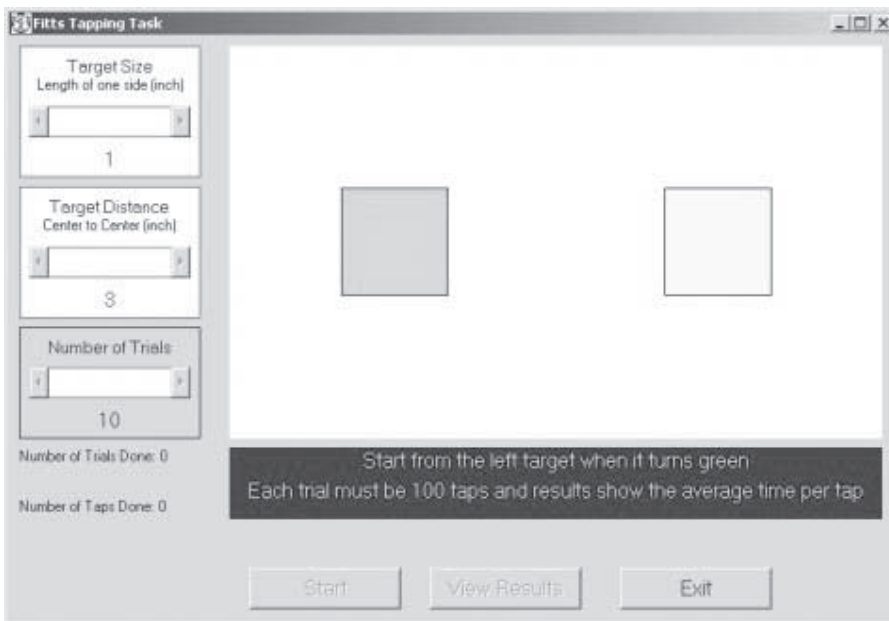 Fitts Tapping Task
Target Size
Length of one side (inch)
1
Target Distance
Center to Center (inch)
3
Number of Trials
10
Number of Trials Done: 0
Number of Taps Done: 0
Start from the left target when it turns green
Each trial must be 100 taps and results show the average time per tap
Start
View Results
Exit